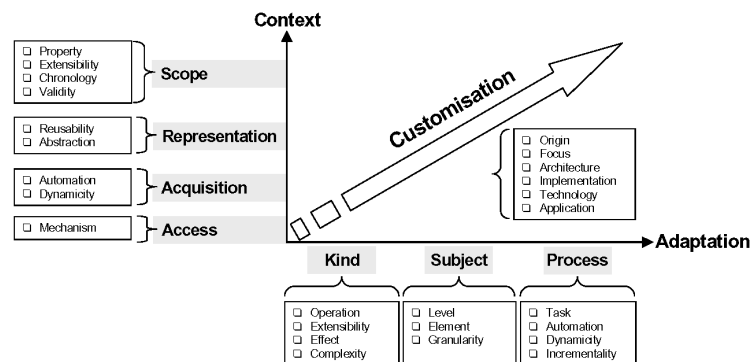 Context
❑ Property
❑ Extensibility
❑ Chronology
❑ Validity
Scope
❑ Reusability
❑ Abstraction
Representation
❑ Automation
❑ Dynamicity
Acquisition
❑ Mechanism
Access
Customisation
❑ Origin
❑ Focus
❑ Architecture
❑ Implementation
❑ Technology
❑ Application
Adaptation
Kind
Subject
Process
❑ Operation
❑ Extensibility
❑ Effect
❑ Complexity
❑ Level
❑ Element
❑ Granularity
❑ Task
❑ Automation
❑ Dynamicity
❑ Incrementality